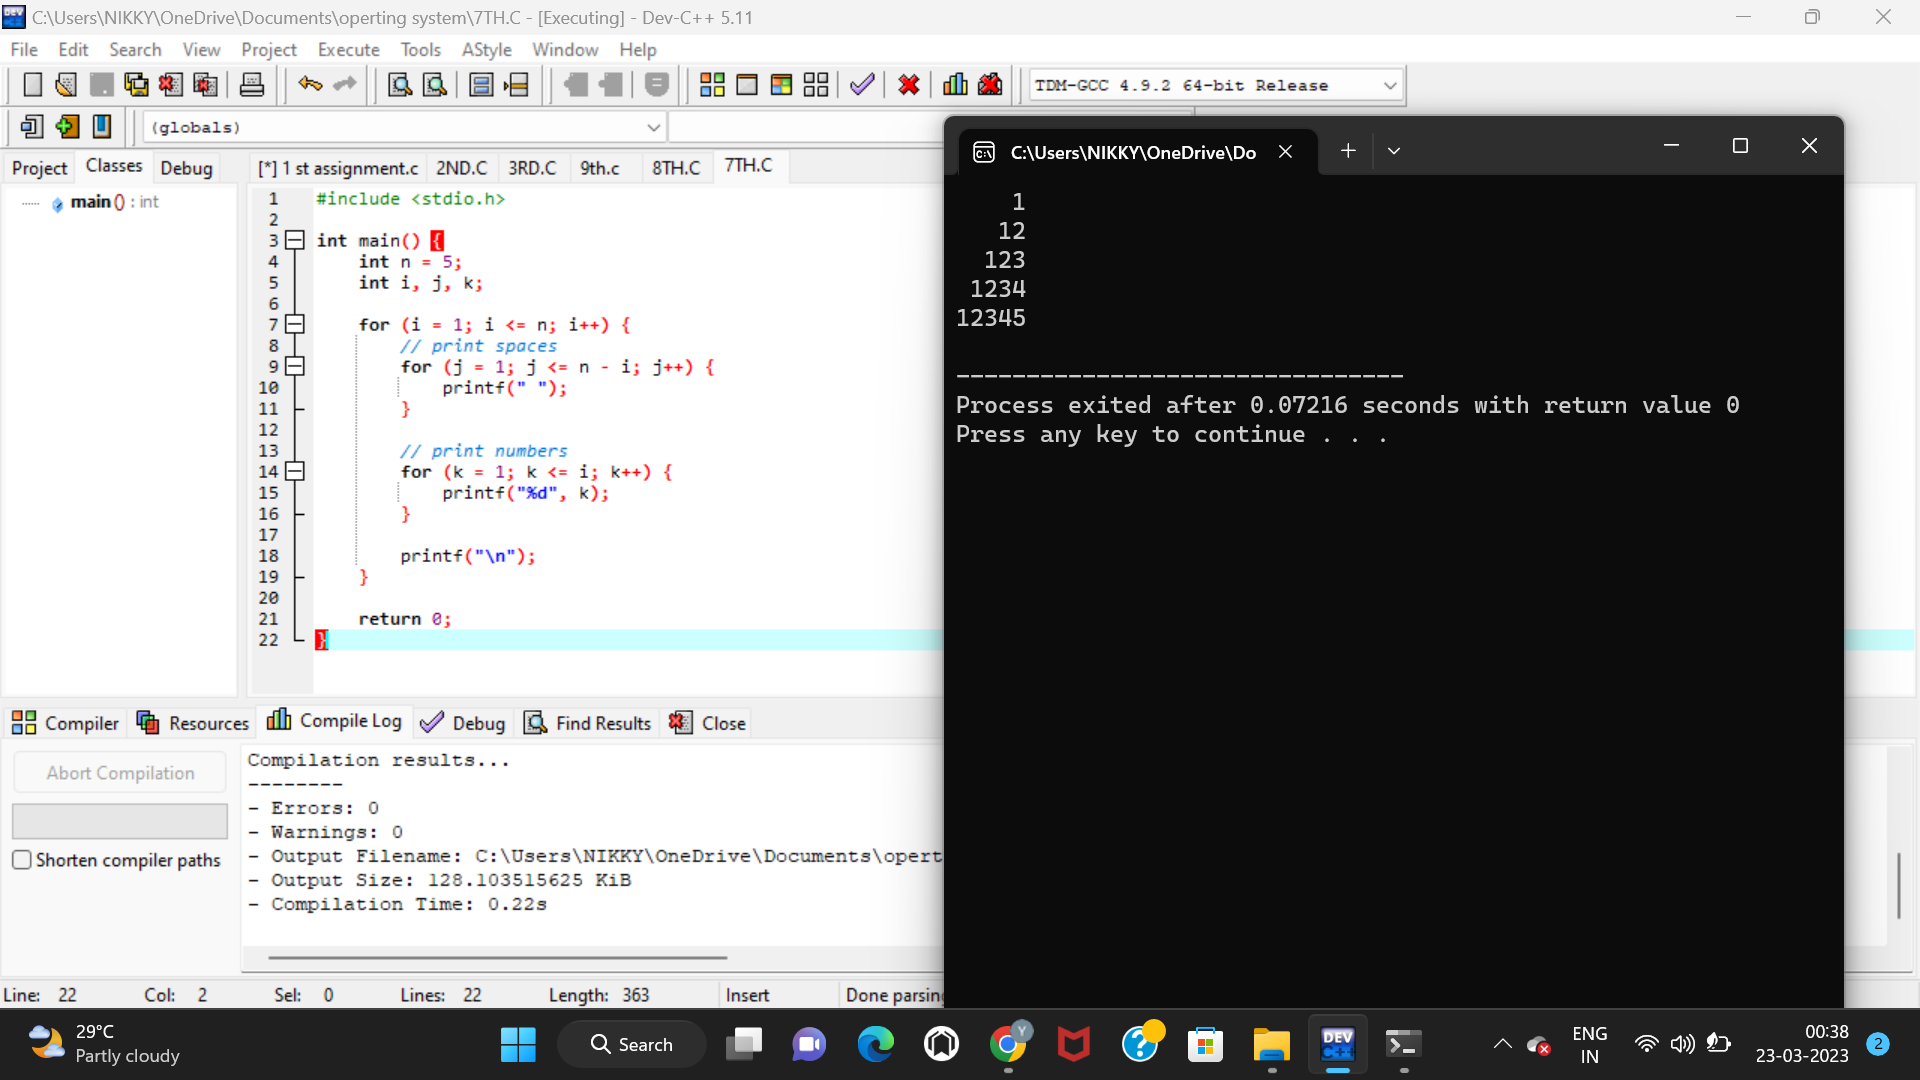 C:\Users\NIKKY\OneDrive\Documents\operting system\7TH.C - [Executing] - Dev-C++ 5.11
File Edit Search View Project Execute Tools AStyle Window Help
TDM-GCC 4.9.2 64-bit Release
(globals)
Project Classes Debug
[*] 1 st assignment.c 2ND.C 3RD.C 9th.c 8TH.C 7TH.C
main () : int
1 #include <stdio.h>
2
3 int main() {
4     int n = 5;
5     int i, j, k;
6
7     for (i = 1; i <= n; i++) {
8         // print spaces
9         for (j = 1; j <= n - i; j++) {
10             printf(" ");
11         }
12
13         // print numbers
14         for (k = 1; k <= i; k++) {
15             printf("%d", k);
16         }
17
18         printf("\n");
19     }
20
21     return 0;
22 }
C:\Users\NIKKY\OneDrive\Do
    1
   12
  123
 1234
12345
--------------------------------
Process exited after 0.07216 seconds with return value 0
Press any key to continue . . .
Compiler Resources Compile Log Debug Find Results Close
Abort Compilation
Shorten compiler paths
Compilation results...
--------
- Errors: 0
- Warnings: 0
- Output Filename: C:\Users\NIKKY\OneDrive\Documents\opert
- Output Size: 128.103515625 KiB
- Compilation Time: 0.22s
Line: 22 Col: 2 Sel: 0 Lines: 22 Length: 363 Insert Done parsing
29°C
Partly cloudy
Search
Y
DEV
C++
ENG
IN
00:38
23-03-2023
2